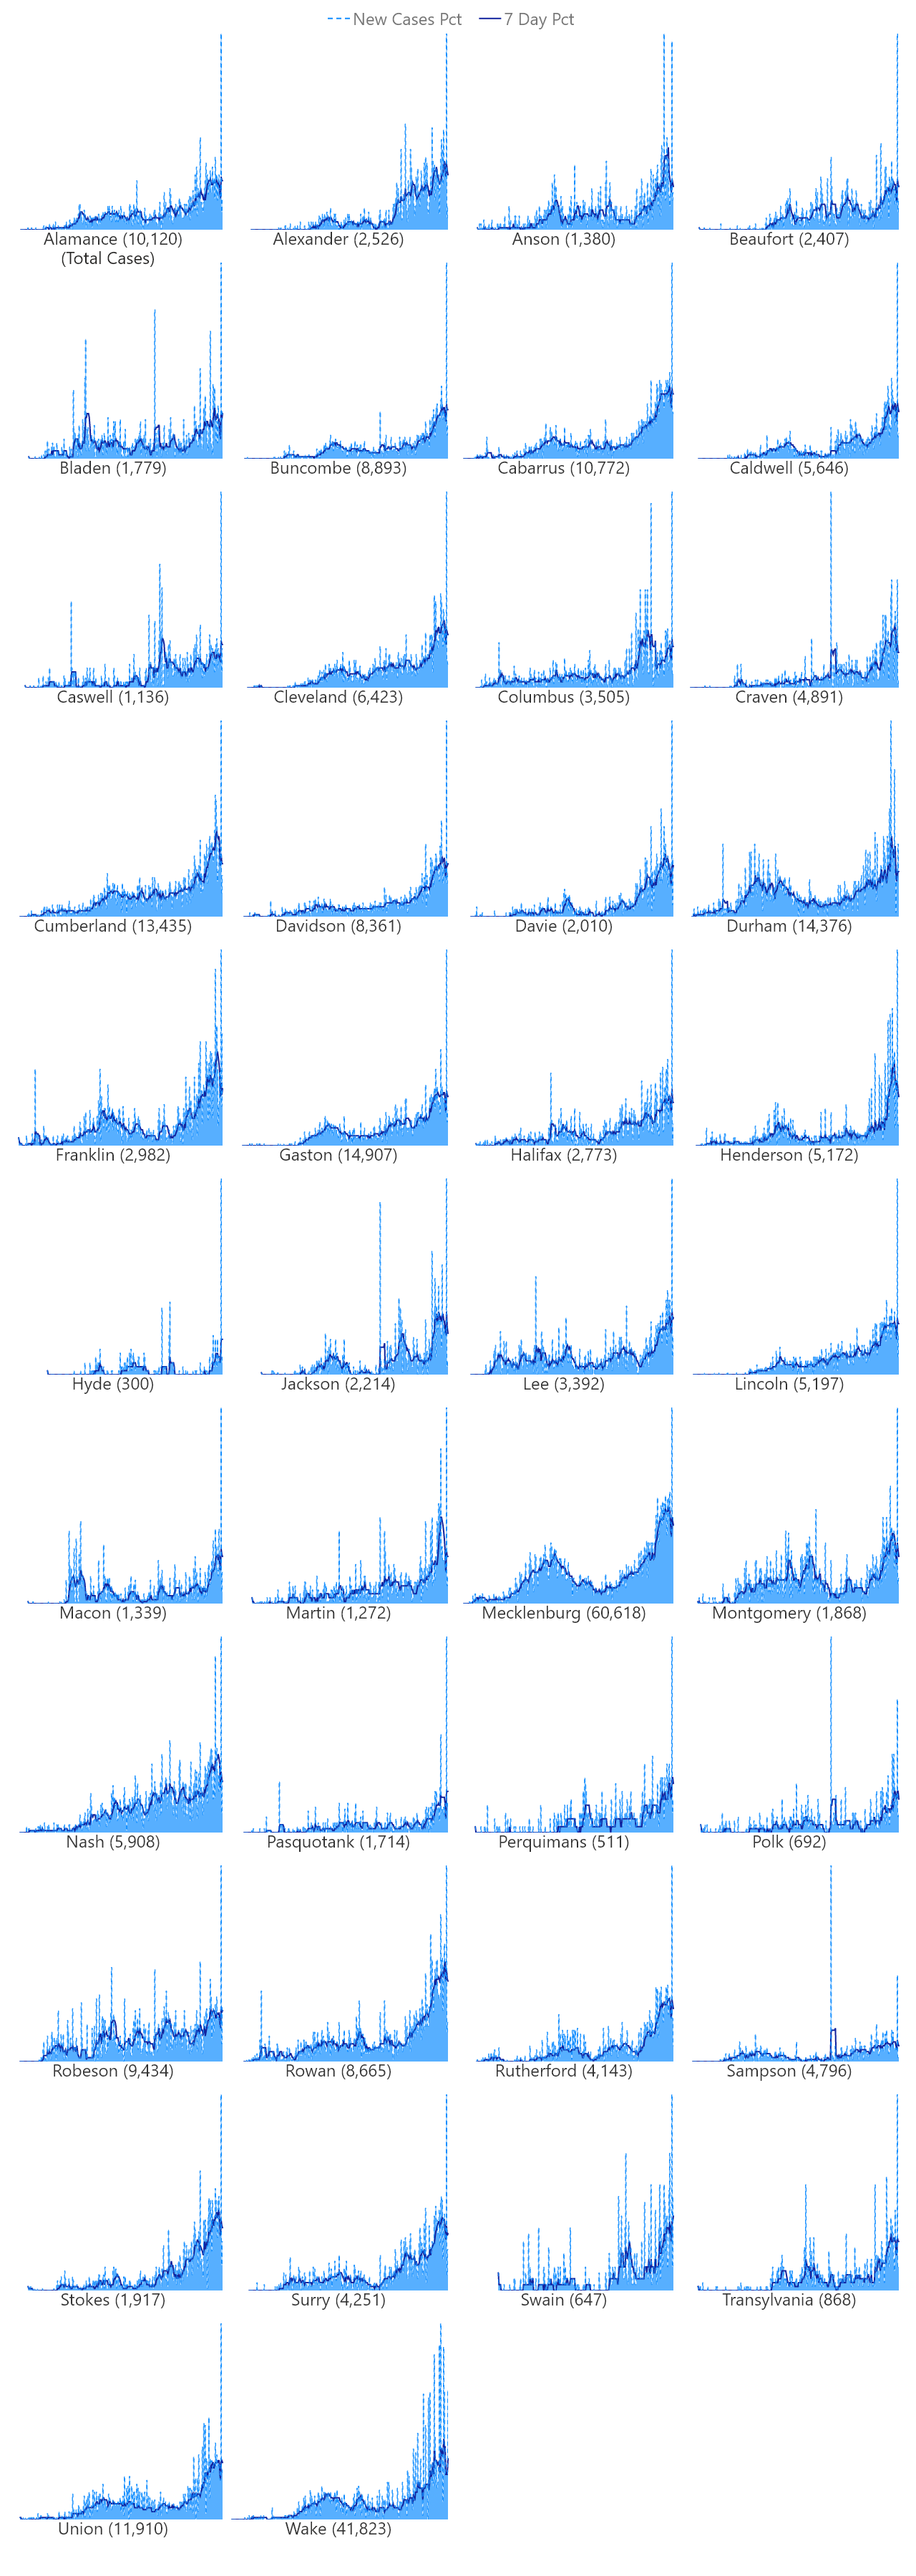 New Cases Pct 7 Day Pct
Alamance (10,120) Alexander (2,526) Anson (1,380) Beaufort (2,407)
(Total Cases)
Bladen (1,779) Buncombe (8,893) Cabarrus (10,772) Caldwell (5,646)
Caswell (1,136) Cleveland (6,423) Columbus (3,505) Craven (4,891)
Cumberland (13,435) Davidson (8,361) Davie (2,010) Durham (14,376)
Franklin (2,982) Gaston (14,907) Halifax (2,773) Henderson (5,172)
Hyde (300) Jackson (2,214) Lee (3,392) Lincoln (5,197)
Macon (1,339) Martin (1,272) Mecklenburg (60,618) Montgomery (1,868)
Nash (5,908) Pasquotank (1,714) Perquimans (511) Polk (692)
Robeson (9,434) Rowan (8,665) Rutherford (4,143) Sampson (4,796)
Stokes (1,917) Surry (4,251) Swain (647) Transylvania (868)
Union (11,910) Wake (41,823)